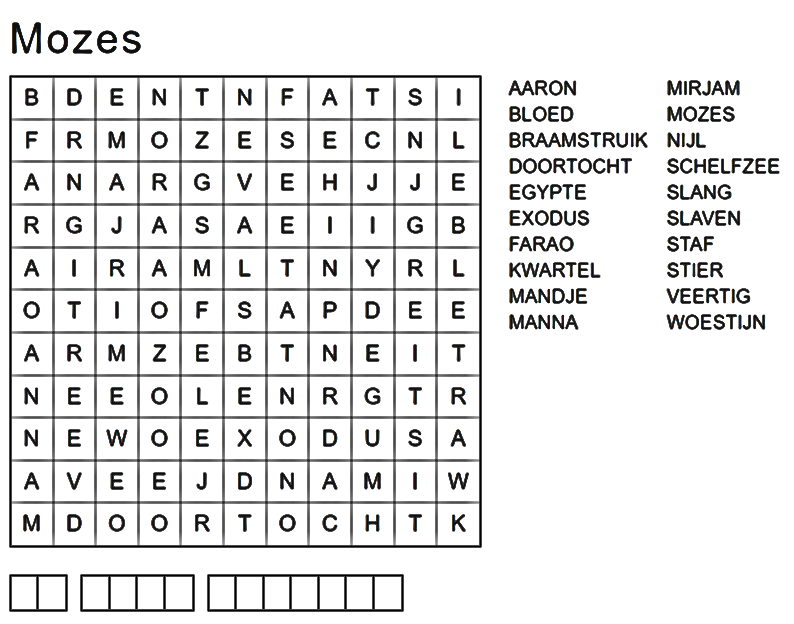 Mozes
B D E N T N F A T S I
F R M O Z E S E C N L
A N A R G V E H J J E
R G J A S A E I I G B
A I R A M L T N Y R L
O T I O F S A P D E E
A R M Z E B T N E I T
N E E O L E N R G T R
N E W O E X O D U S A
A V E E J D N A M I W
M D O O R T O C H T K
AARON MIRJAM
BLOED MOZES
BRAAMSTRUIK NIJL
DOORTOCHT SCHELFZEE
EGYPTE SLANG
EXODUS SLAVEN
FARAO STAF
KWARTEL STIER
MANDJE VEERTIG
MANNA WOESTIJN